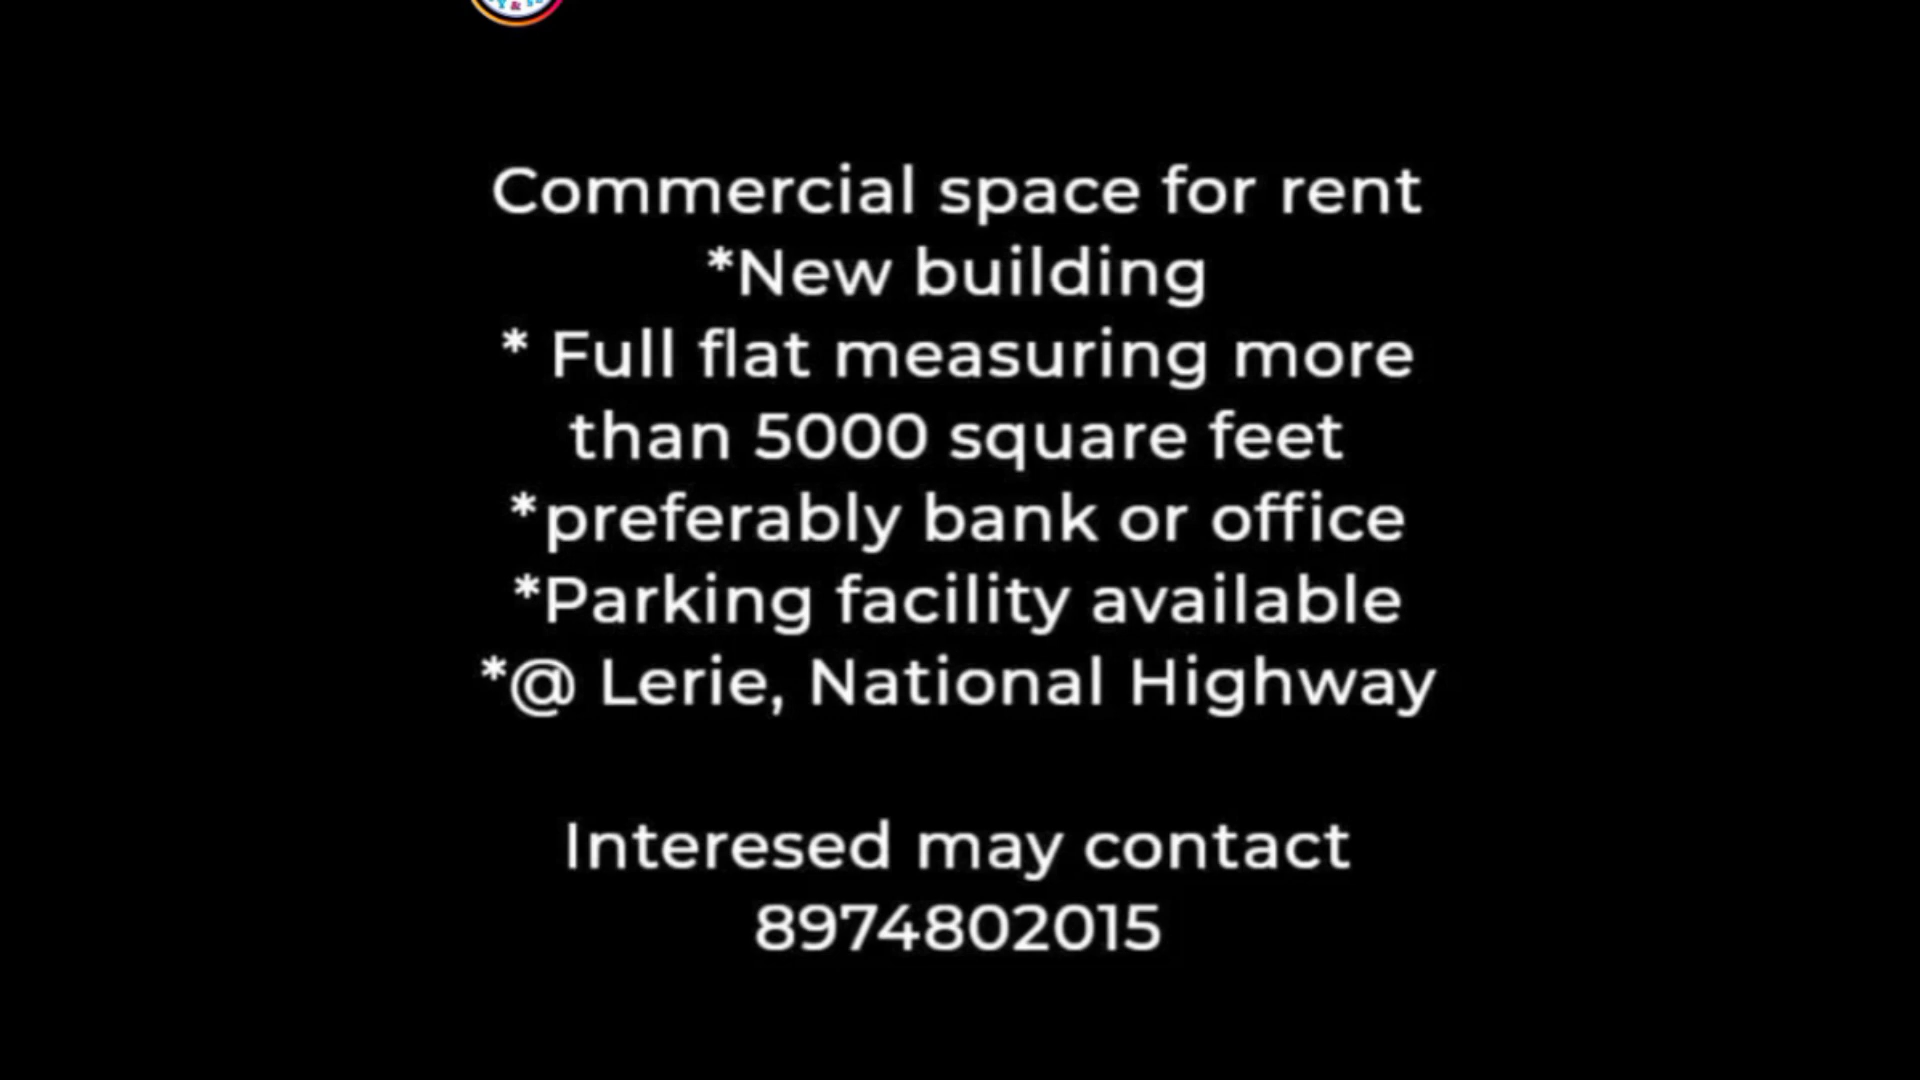 Commercial space for rent
*New building
* Full flat measuring more
than 5000 square feet
*preferably bank or office
*Parking facility available
*@ Lerie, National Highway
Interesed may contact
8974802015